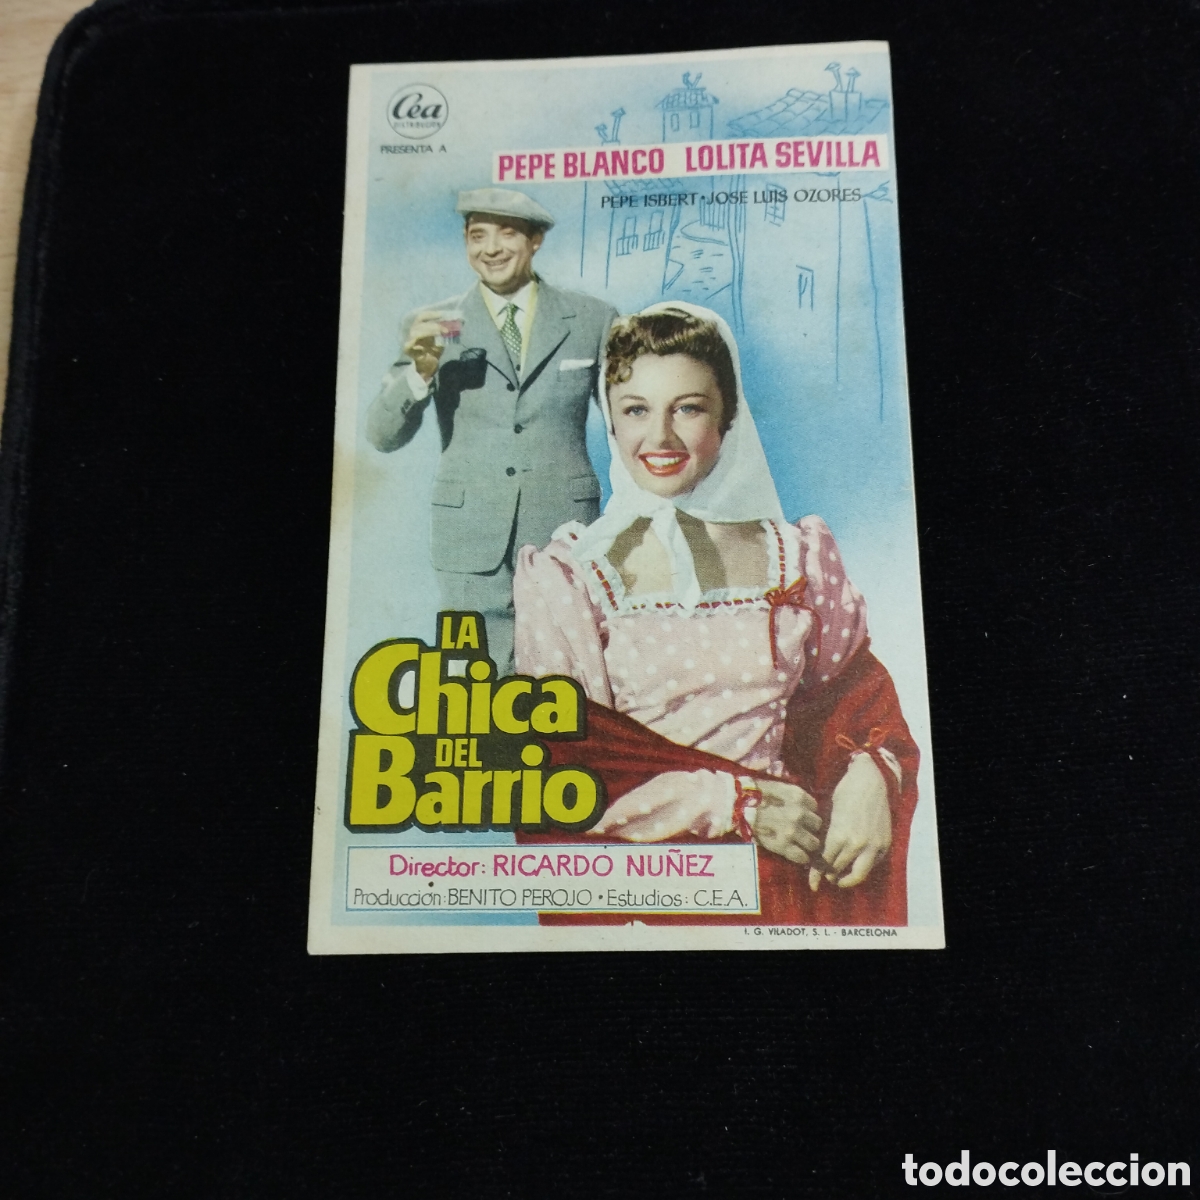 Cea
DISTRIBUCION
PRESENTA A
PEPE BLANCO LOLITA SEVILLA
PEPE ISBERT · JOSE LUIS OZORES
LA
Chica
DEL
Barrio
Director: RICARDO NUÑEZ
Producción: BENITO PEROJO · Estudios: C.E.A.
I. G. VILADOT, S. L. - BARCELONA
todocoleccion